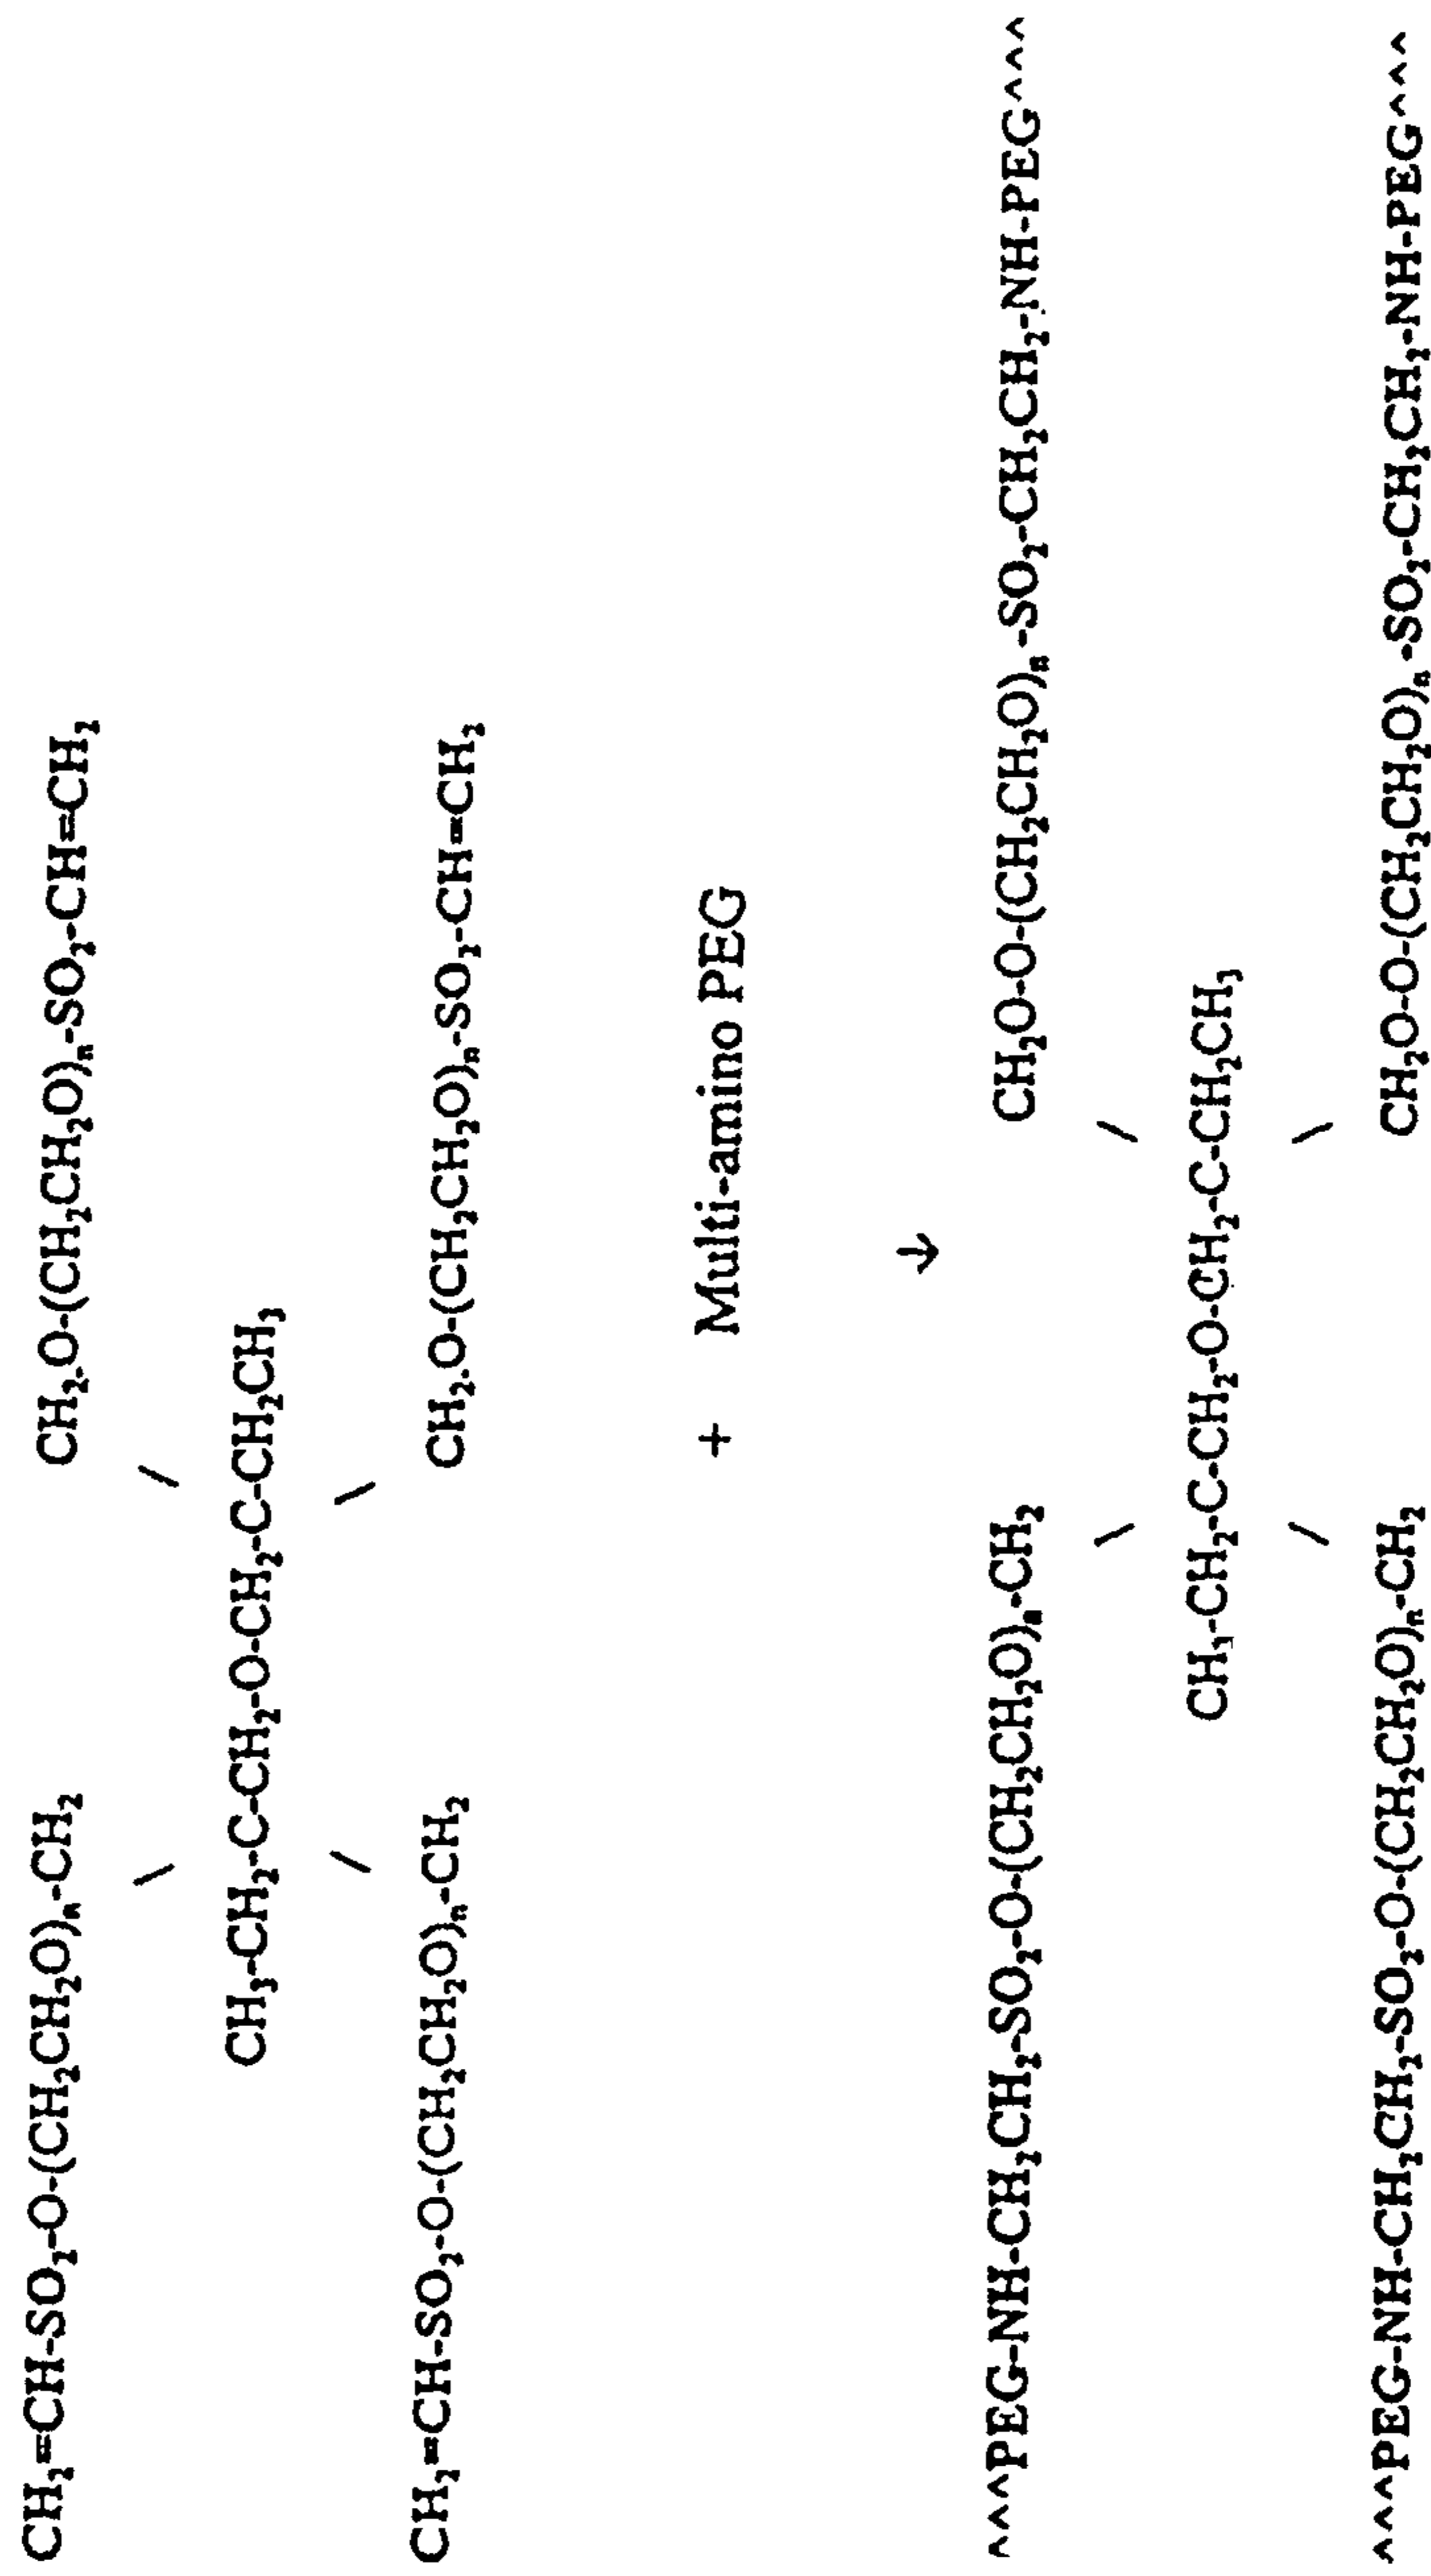 CH₂=CH-SO₂-O-(CH₂CH₂O)ₙ-CH₂ CH₂-O-(CH₂CH₂O)ₙ-SO₂-CH=CH₂
\ /
CH₃-CH₂-C-CH₂-O-CH₂-C-CH₂CH₃
/ \
CH₂=CH-SO₂-O-(CH₂CH₂O)ₙ-CH₂ CH₂-O-(CH₂CH₂O)ₙ-SO₂-CH=CH₂
+ Multi-amino PEG
↓
^^^PEG-NH-CH₂CH₂-SO₂-O-(CH₂CH₂O)ₙ-CH₂ CH₂O-O-(CH₂CH₂O)ₙ-SO₂-CH₂CH₂-NH-PEG^^^
\ /
CH₃-CH₂-C-CH₂-O-CH₂-C-CH₂CH₃
/ \
^^^PEG-NH-CH₂CH₂-SO₂-O-(CH₂CH₂O)ₙ-CH₂ CH₂O-O-(CH₂CH₂O)ₙ-SO₂-CH₂CH₂-NH-PEG^^^